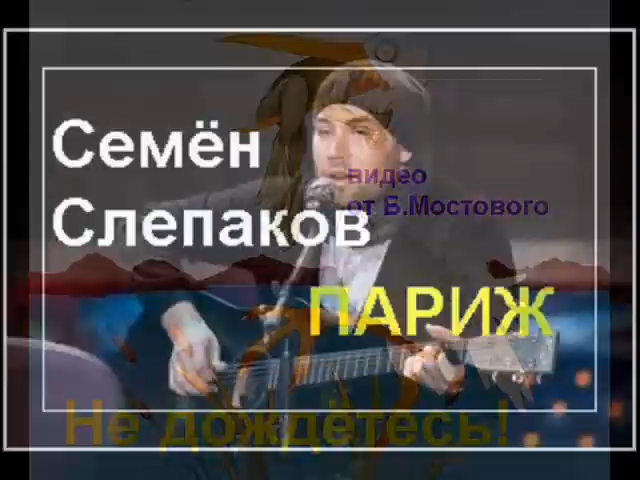 Семён
Слепаков
видео
от Б.Мостового
ПАРИЖ
Не дождётесь!